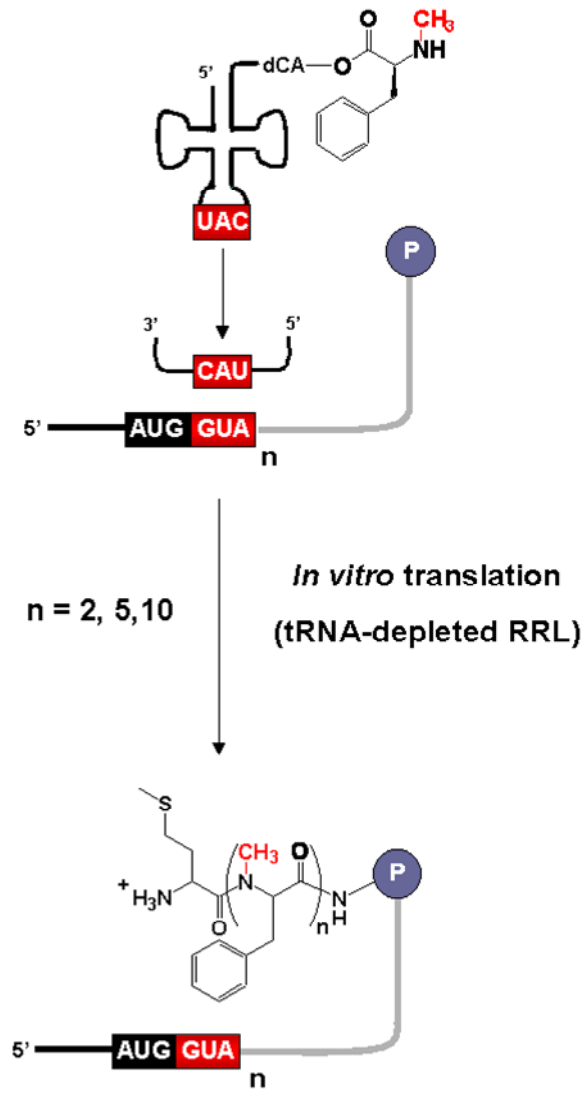 O
CH3
5’
dCA
O
NH
UAC
P
3’
5’
CAU
5’
AUG GUA
n
In vitro translation
n = 2, 5,10
(tRNA-depleted RRL)
S
CH3
O
+
H3N
N
P
N
H
n
O
5’
AUG GUA
n